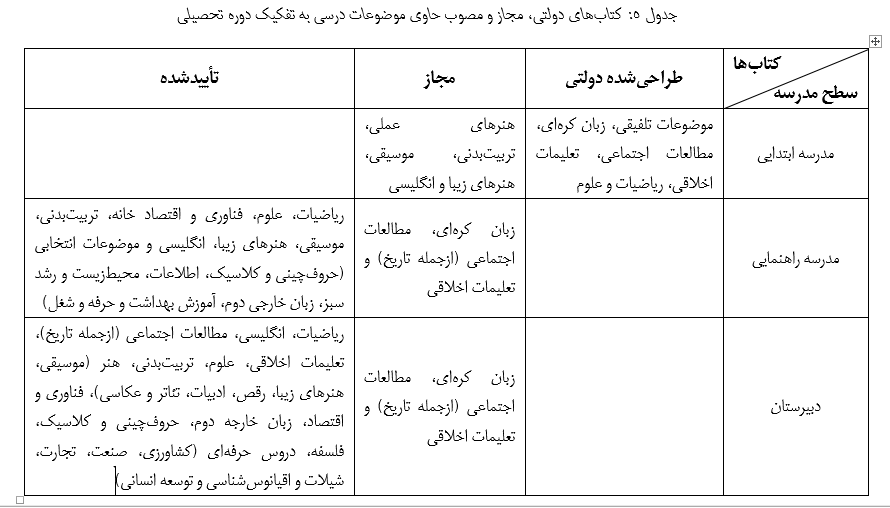 جدول ۵: کتاب‌های دولتی، مجاز و مصوب حاوی موضوعات درسی به تفکیک دوره تحصیلی
کتاب‌ها
سطح مدرسه
طراحی‌شده دولتی
مجاز
تأییدشده
مدرسه ابتدایی
موضوعات تلفیقی، زبان کره‌ای،
مطالعات اجتماعی، تعلیمات
اخلاقی، ریاضیات و علوم
هنرهای عملی،
تربیت‌بدنی، موسیقی،
هنرهای زیبا و انگلیسی
مدرسه راهنمایی
زبان کره‌ای، مطالعات
اجتماعی (ازجمله تاریخ) و
تعلیمات اخلاقی
ریاضیات، علوم، فناوری و اقتصاد خانه، تربیت‌بدنی،
موسیقی، هنرهای زیبا، انگلیسی و موضوعات انتخابی
(حروف‌چینی و کلاسیک، اطلاعات، محیط‌زیست و رشد
سبز، زبان خارجی دوم، آموزش بهداشت و حرفه و شغل)
دبیرستان
زبان کره‌ای، مطالعات
اجتماعی (ازجمله تاریخ) و
تعلیمات اخلاقی
ریاضیات، انگلیسی، مطالعات اجتماعی (ازجمله تاریخ)،
تعلیمات اخلاقی، علوم، تربیت‌بدنی، هنر (موسیقی،
هنرهای زیبا، رقص، ادبیات، تئاتر و عکاسی)، فناوری و
اقتصاد، زبان خارجه دوم، حروف‌چینی و کلاسیک،
فلسفه، دروس حرفه‌ای (کشاورزی، صنعت، تجارت،
شیلات و اقیانوس‌شناسی و توسعه انسانی)